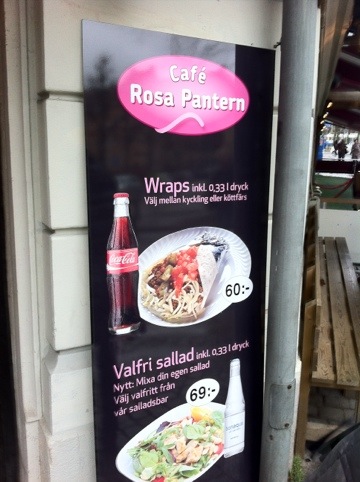 Café
Rosa Pantern
Wraps inkl. 0,33 l dryck
Välj mellan kyckling eller köttfärs
Coca-Cola
60:-
Valfri sallad inkl. 0,33 l dryck
Nytt: Mixa din egen sallad
Välj valfritt från
vår salladsbar
69:-